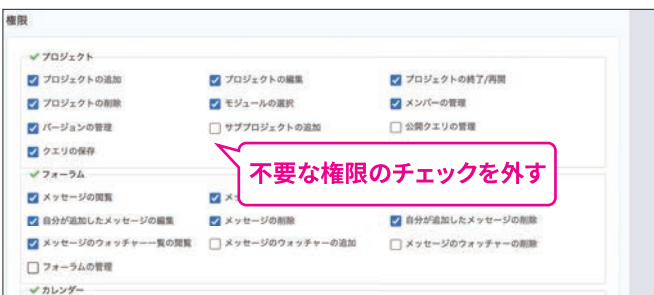 権限
プロジェクト
プロジェクトの追加 プロジェクトの編集 プロジェクトの終了/再開
プロジェクトの削除 モジュールの選択 メンバーの管理
バージョンの管理 サブプロジェクトの追加 公開クエリの管理
クエリの保存
不要な権限のチェックを外す
フォーラム
メッセージの閲覧 メッ
自分が追加したメッセージの編集 メッセージの削除 自分が追加したメッセージの削除
メッセージのウォッチャー一覧の閲覧 メッセージのウォッチャーの追加 メッセージのウォッチャーの削除
フォーラムの管理
カレンダー